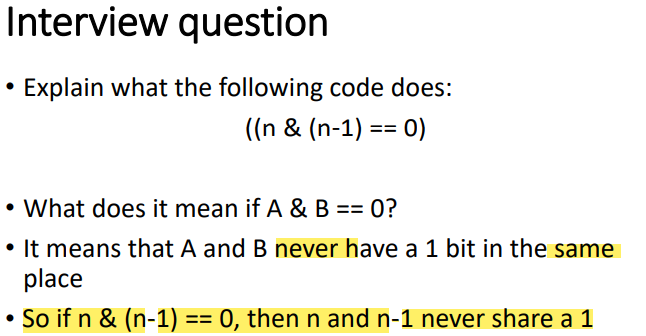 Interview question
• Explain what the following code does:
((n & (n-1) == 0)
• What does it mean if A & B == 0?
• It means that A and B never have a 1 bit in the same
place
• So if n & (n-1) == 0, then n and n-1 never share a 1